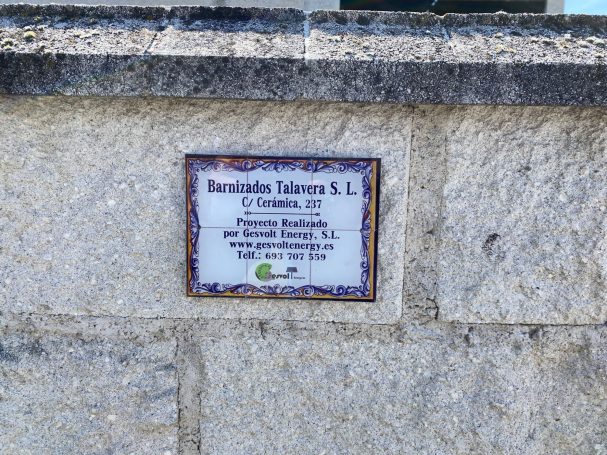 Barnizados Talavera S. L.
C/ Cerámica, 237
Proyecto Realizado
por Gesvolt Energy, S.L.
www.gesvoltenergy.es
Telf.: 693 707 559
Gesvolt